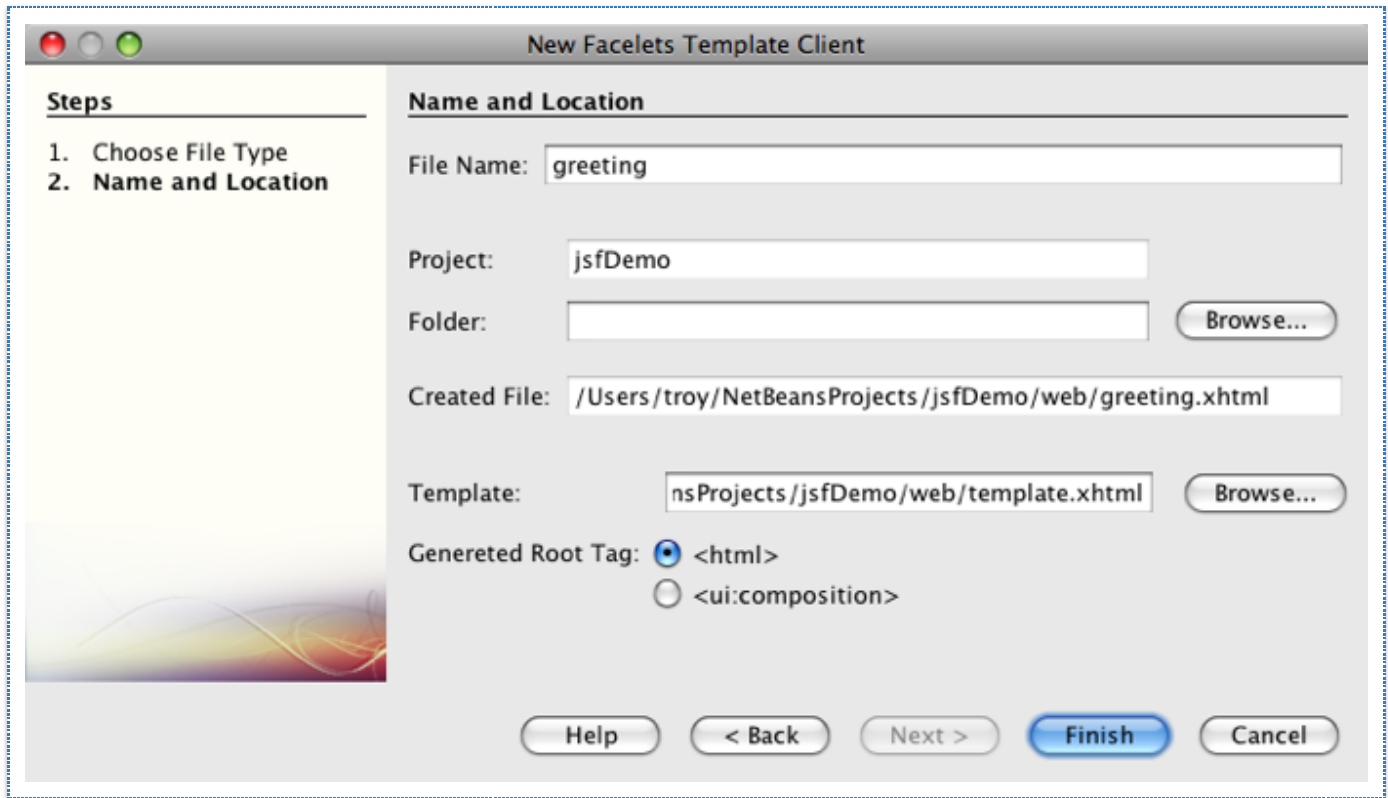 New Facelets Template Client
Steps
1. Choose File Type
2. Name and Location
Name and Location
File Name: greeting
Project: jsfDemo
Folder: Browse...
Created File: /Users/troy/NetBeansProjects/jsfDemo/web/greeting.xhtml
Template: nsProjects/jsfDemo/web/template.xhtml Browse...
Genereted Root Tag: <html>
<ui:composition>
Help < Back Next > Finish Cancel